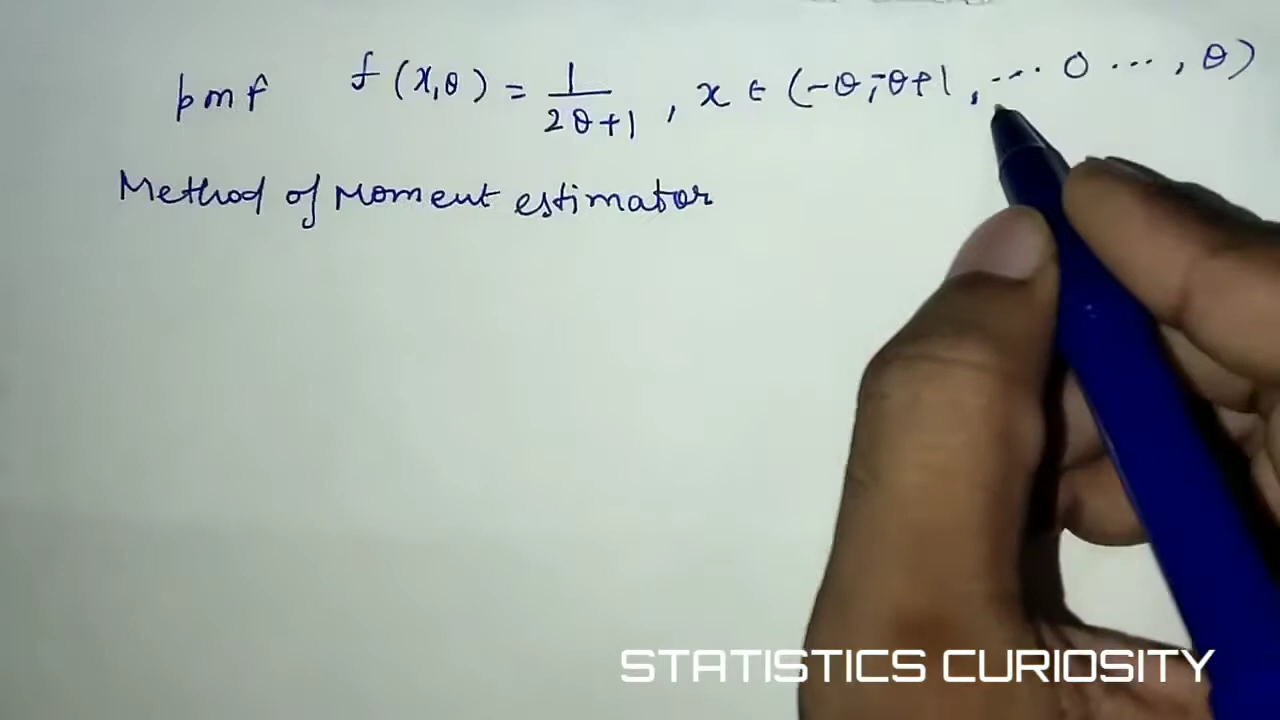 pmf f(x,θ) = 1/2θ+1 , x ∈ (-θ,-θ+1, ... 0 ..., θ)
Method of Moment estimator
STATISTICS CURIOSITY